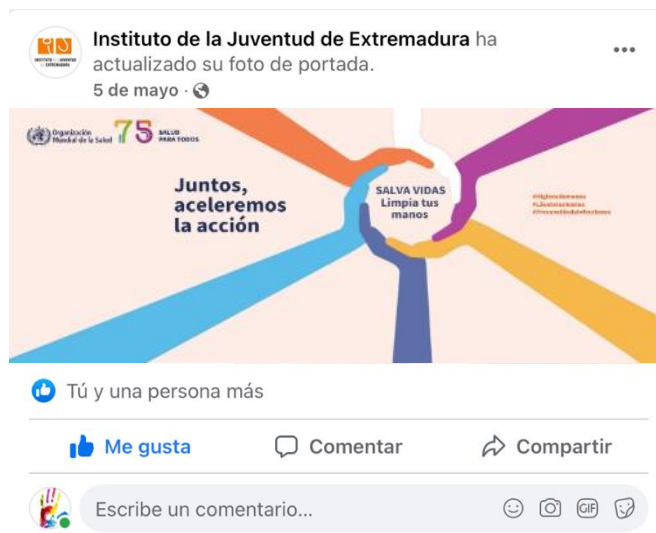 Instituto de la Juventud de Extremadura ha
actualizado su foto de portada.
5 de mayo ·
Organización
Mundial de la Salud
75
SALUD
PARA TODOS
Juntos,
aceleremos
la acción
SALVA VIDAS
Limpia tus
manos
Tú y una persona más
Me gusta
Comentar
Compartir
Escribe un comentario...
GIF